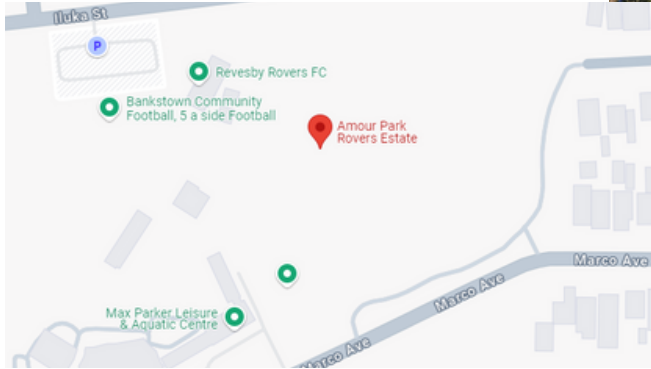 Iluka St
P
Revesby Rovers FC
Bankstown Community
Football, 5 a side Football
Amour Park
Rovers Estate
Marco Ave
Marco Ave
Max Parker Leisure
& Aquatic Centre
Marco Ave